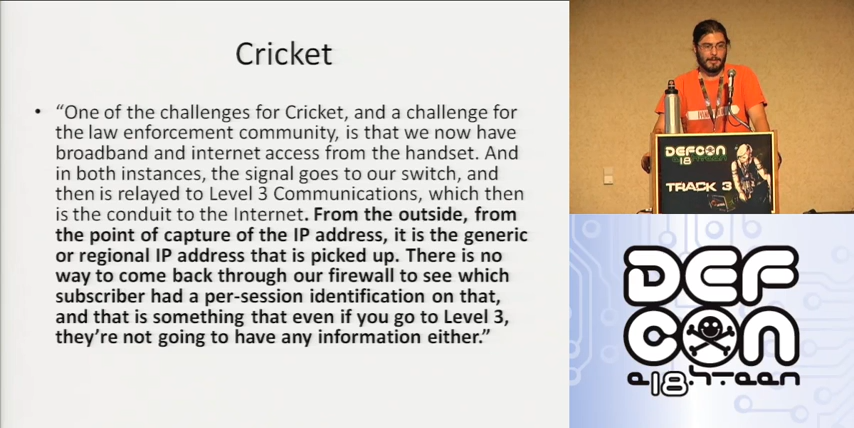 Cricket
• “One of the challenges for Cricket, and a challenge for
the law enforcement community, is that we now have
broadband and internet access from the handset. And
in both instances, the signal goes to our switch, and
then is relayed to Level 3 Communications, which then
is the conduit to the Internet. From the outside, from
the point of capture of the IP address, it is the generic
or regional IP address that is picked up. There is no
way to come back through our firewall to see which
subscriber had a per-session identification on that,
and that is something that even if you go to Level 3,
they’re not going to have any information either.”
DEFCON
18
TRACK 3
DEF
CON